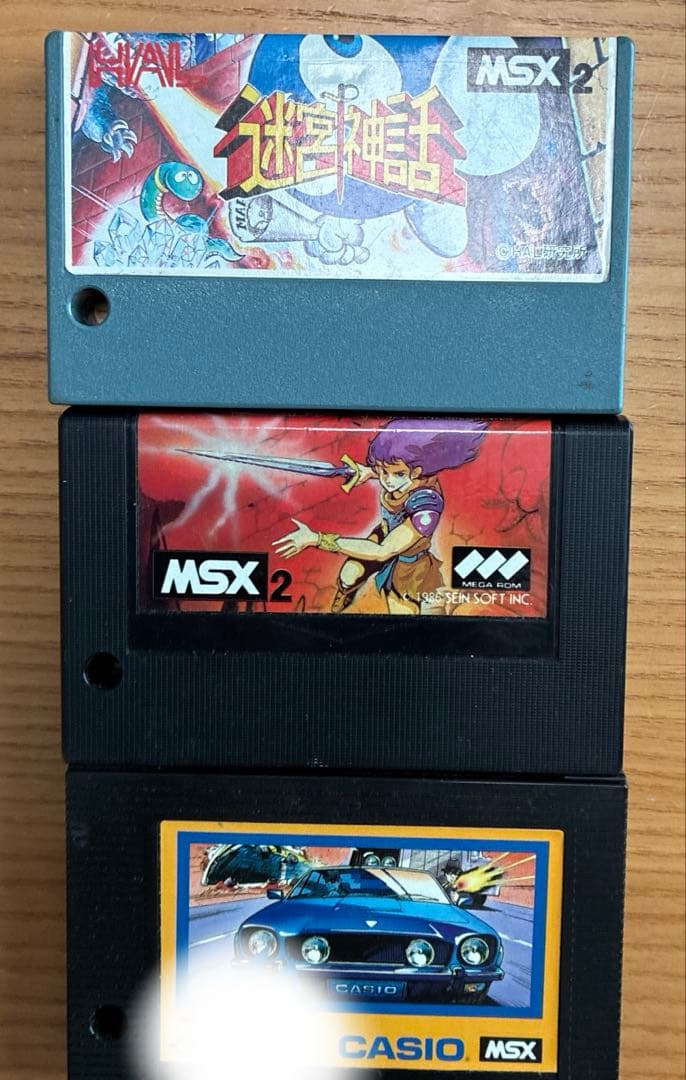 HAL
MSX 2
迷宮神話
MAP
©HAL研究所
MSX 2
MEGA ROM
© 1986 SEIN SOFT INC.
CASIO
CASIO MSX